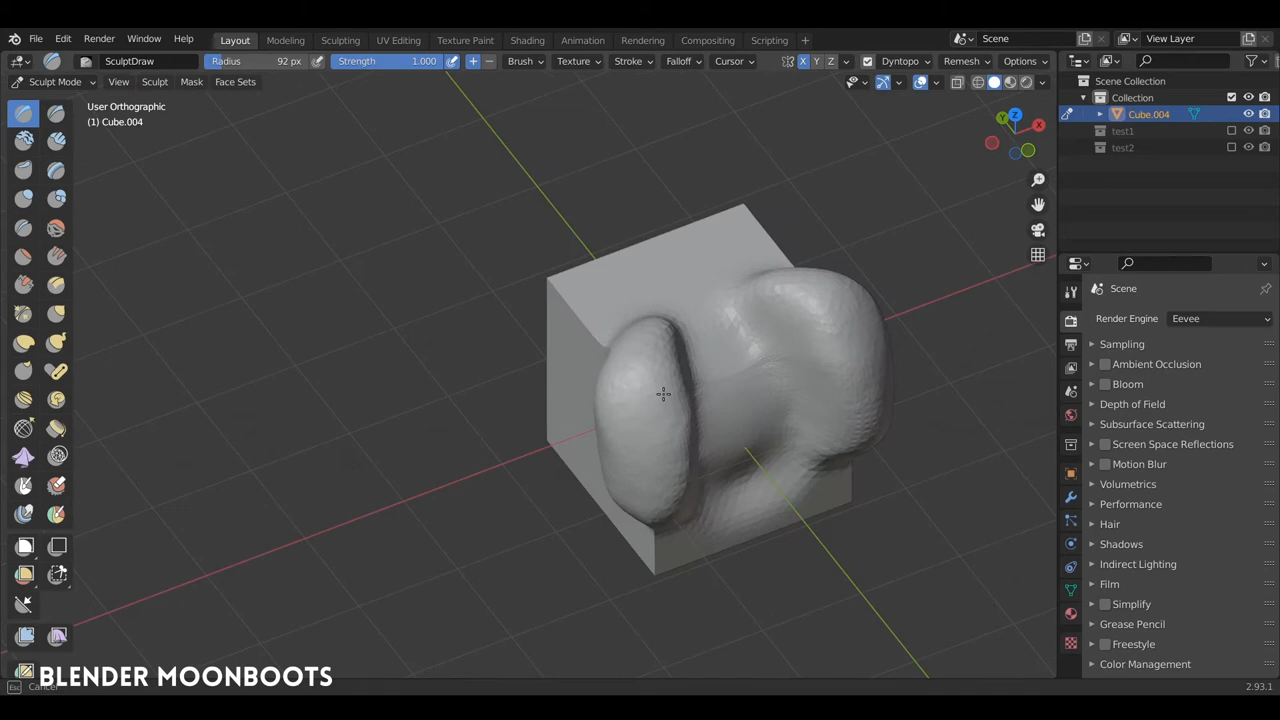 File Edit Render Window Help Layout Modeling Sculpting UV Editing Texture Paint Shading Animation Rendering Compositing Scripting + Scene View Layer
SculptDraw Radius 92 px Strength 1.000 + − Brush Texture Stroke Falloff Cursor X Y Z Dyntopo Remesh Options
Sculpt Mode View Sculpt Mask Face Sets
Scene Collection
Collection
Cube.004
test1
test2
User Orthographic
(1) Cube.004
Z
Y
X
Scene
Render Engine Eevee
Sampling
Ambient Occlusion
Bloom
Depth of Field
Subsurface Scattering
Screen Space Reflections
Motion Blur
Volumetrics
Performance
Hair
Shadows
Indirect Lighting
Film
Simplify
Grease Pencil
Freestyle
Color Management
BLENDER MOONBOOTS
Esc Cancel
2.93.1